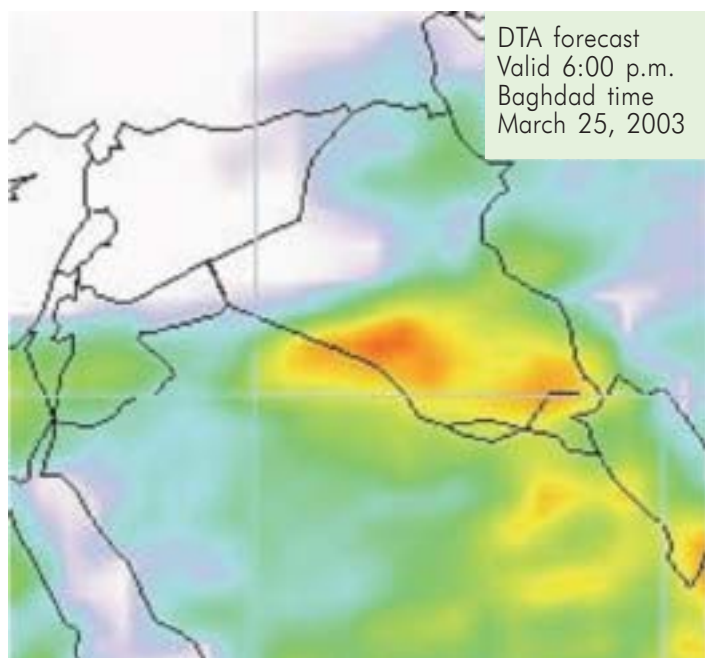 DTA forecast
Valid 6:00 p.m.
Baghdad time
March 25, 2003